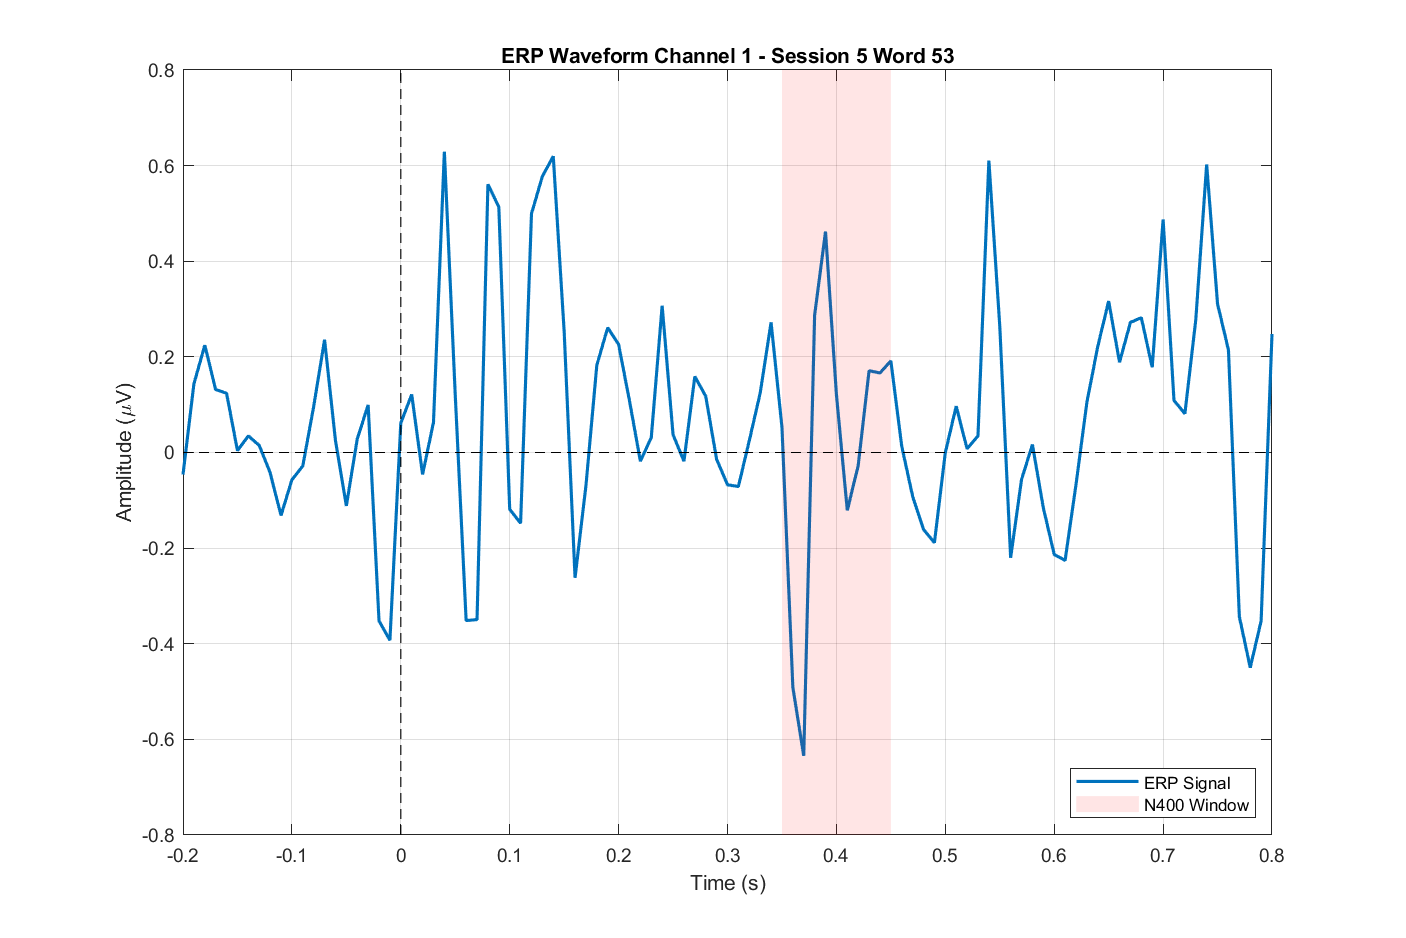 ERP Waveform Channel 1 - Session 5 Word 53
0.8
0.6
0.4
0.2
0
-0.2
-0.4
-0.6
-0.8
Amplitude (μV)
-0.2 -0.1 0 0.1 0.2 0.3 0.4 0.5 0.6 0.7 0.8
Time (s)
ERP Signal
N400 Window